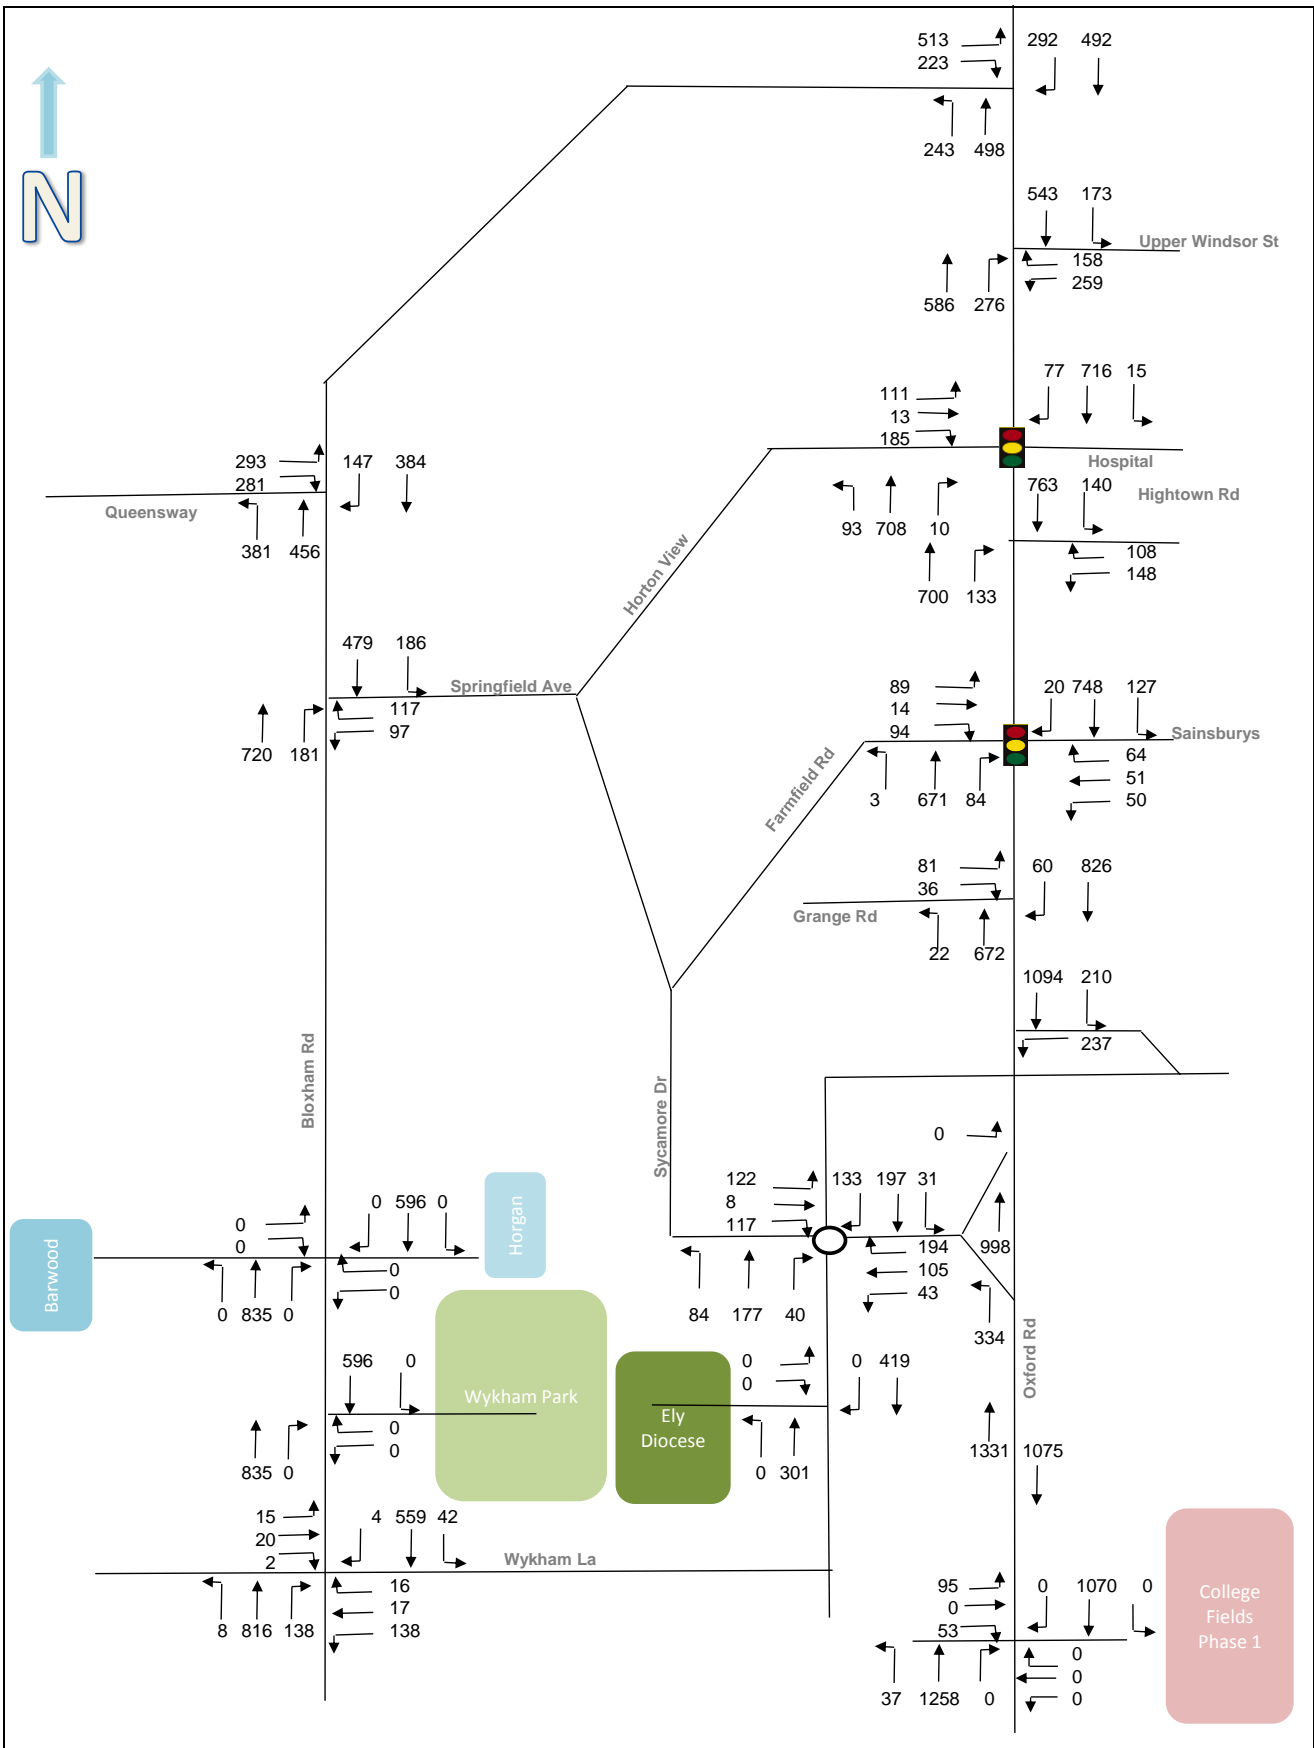 513 292 492
223
243 498
N
543 173
Upper Windsor St
158
259
586 276
77 716 15
111
13
185
Hospital
Hightown Rd
293 147 384
281
Queensway
381 456
93 708 10
763 140
108
148
700 133
Horton View
479 186
Springfield Ave
117
97
720 181
89 20 748 127
14
94
Sainsburys
64
51
50
3 671 84
Farmfield Rd
81 60 826
36
Grange Rd
22 672
1094 210
237
Bloxham Rd
Sycamore Dr
0
122 133 197 31
8
117
194 998
105
43
84 177 40
334
Oxford Rd
0 596 0
0
0
Horgan
Barwood
0
0
0 835 0
596 0
Wykham Park
0
0
835 0
0 0 419
0
Ely
Diocese
0 301
1331 1075
15 4 559 42
20
2
Wykham La
16
17
138
8 816 138
95 0 1070 0
0
53
College
Fields
Phase 1
0
0
0
37 1258 0